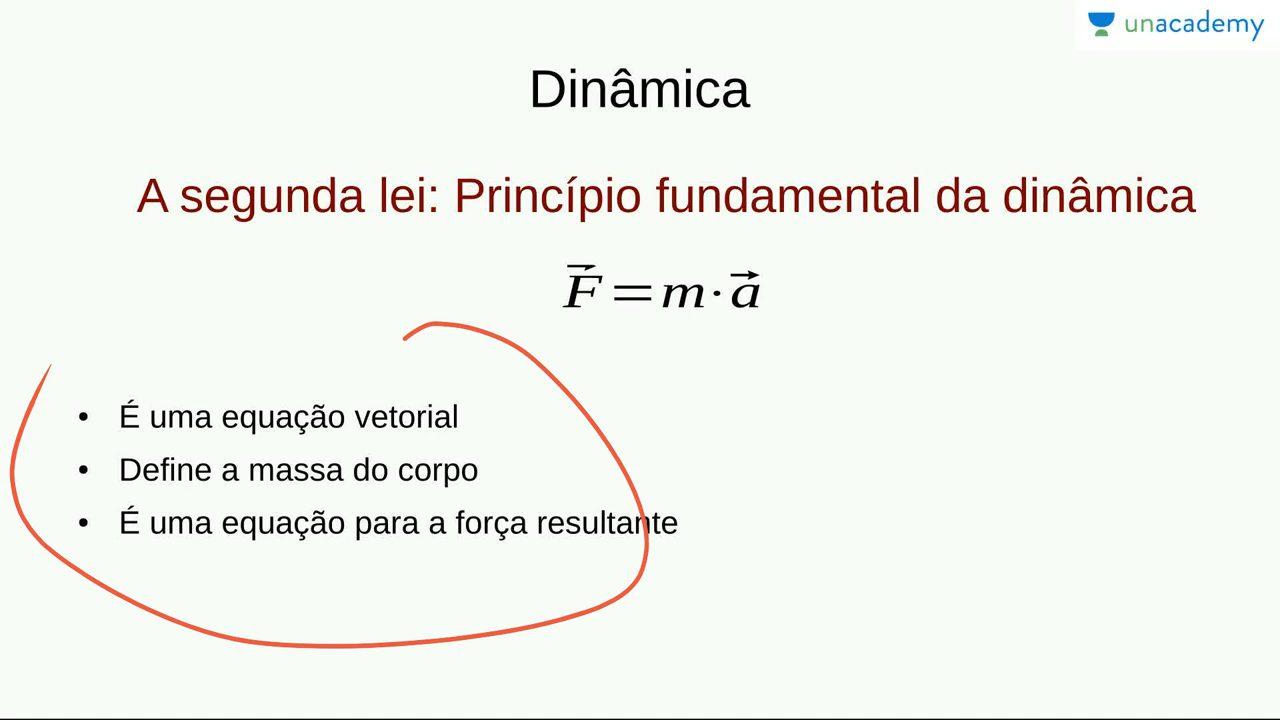 unacademy
Dinâmica
A segunda lei: Princípio fundamental da dinâmica
F⃗ = m · a⃗
• É uma equação vetorial
• Define a massa do corpo
• É uma equação para a força resultante